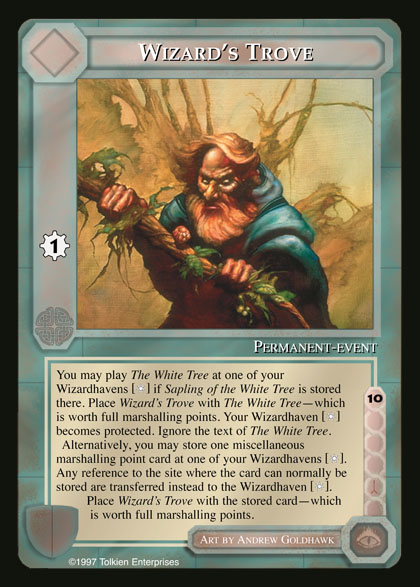 WIZARD'S TROVE
1
PERMANENT-EVENT
You may play The White Tree at one of your
Wizardhavens [ ] if Sapling of the White Tree is stored
there. Place Wizard's Trove with The White Tree—which
is worth full marshalling points. Your Wizardhaven [ ]
becomes protected. Ignore the text of The White Tree.
Alternatively, you may store one miscellaneous
marshalling point card at one of your Wizardhavens [ ].
Any reference to the site where the card can normally be
stored are transferred instead to the Wizardhaven [ ].
Place Wizard's Trove with the stored card—which
is worth full marshalling points.
10
ART BY ANDREW GOLDHAWK
©1997 Tolkien Enterprises